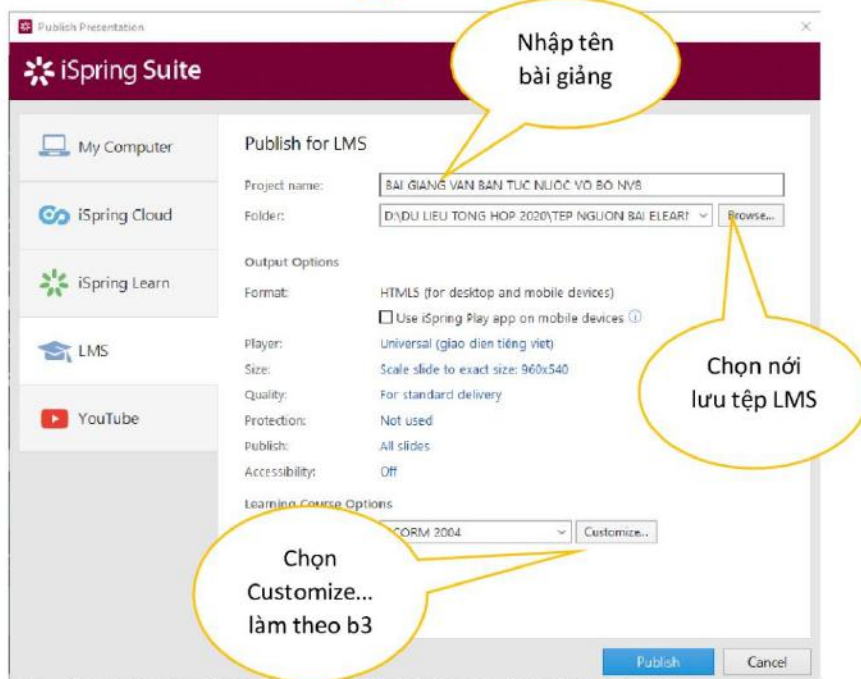 Publish Presentation
iSpring Suite
Nhập tên
bài giảng
My Computer
iSpring Cloud
iSpring Learn
LMS
YouTube
Publish for LMS
Project name: BAI GIANG VAN BAN TUC NUOC VO BO NV8
Folder: D:\DU LIEU TONG HOP 2020\TEP NGUON BAI ELEARN Browse...
Output Options
Format: HTML5 (for desktop and mobile devices)
Use iSpring Play app on mobile devices
Player: Universal (giao dien tiếng viet)
Size: Scale slide to exact size: 960x540
Quality: For standard delivery
Protection: Not used
Publish: All slides
Accessibility: Off
Chọn nới
lưu tệp LMS
Learning Course Options
CORM 2004 Customize...
Chọn
Customize...
làm theo b3
Publish Cancel